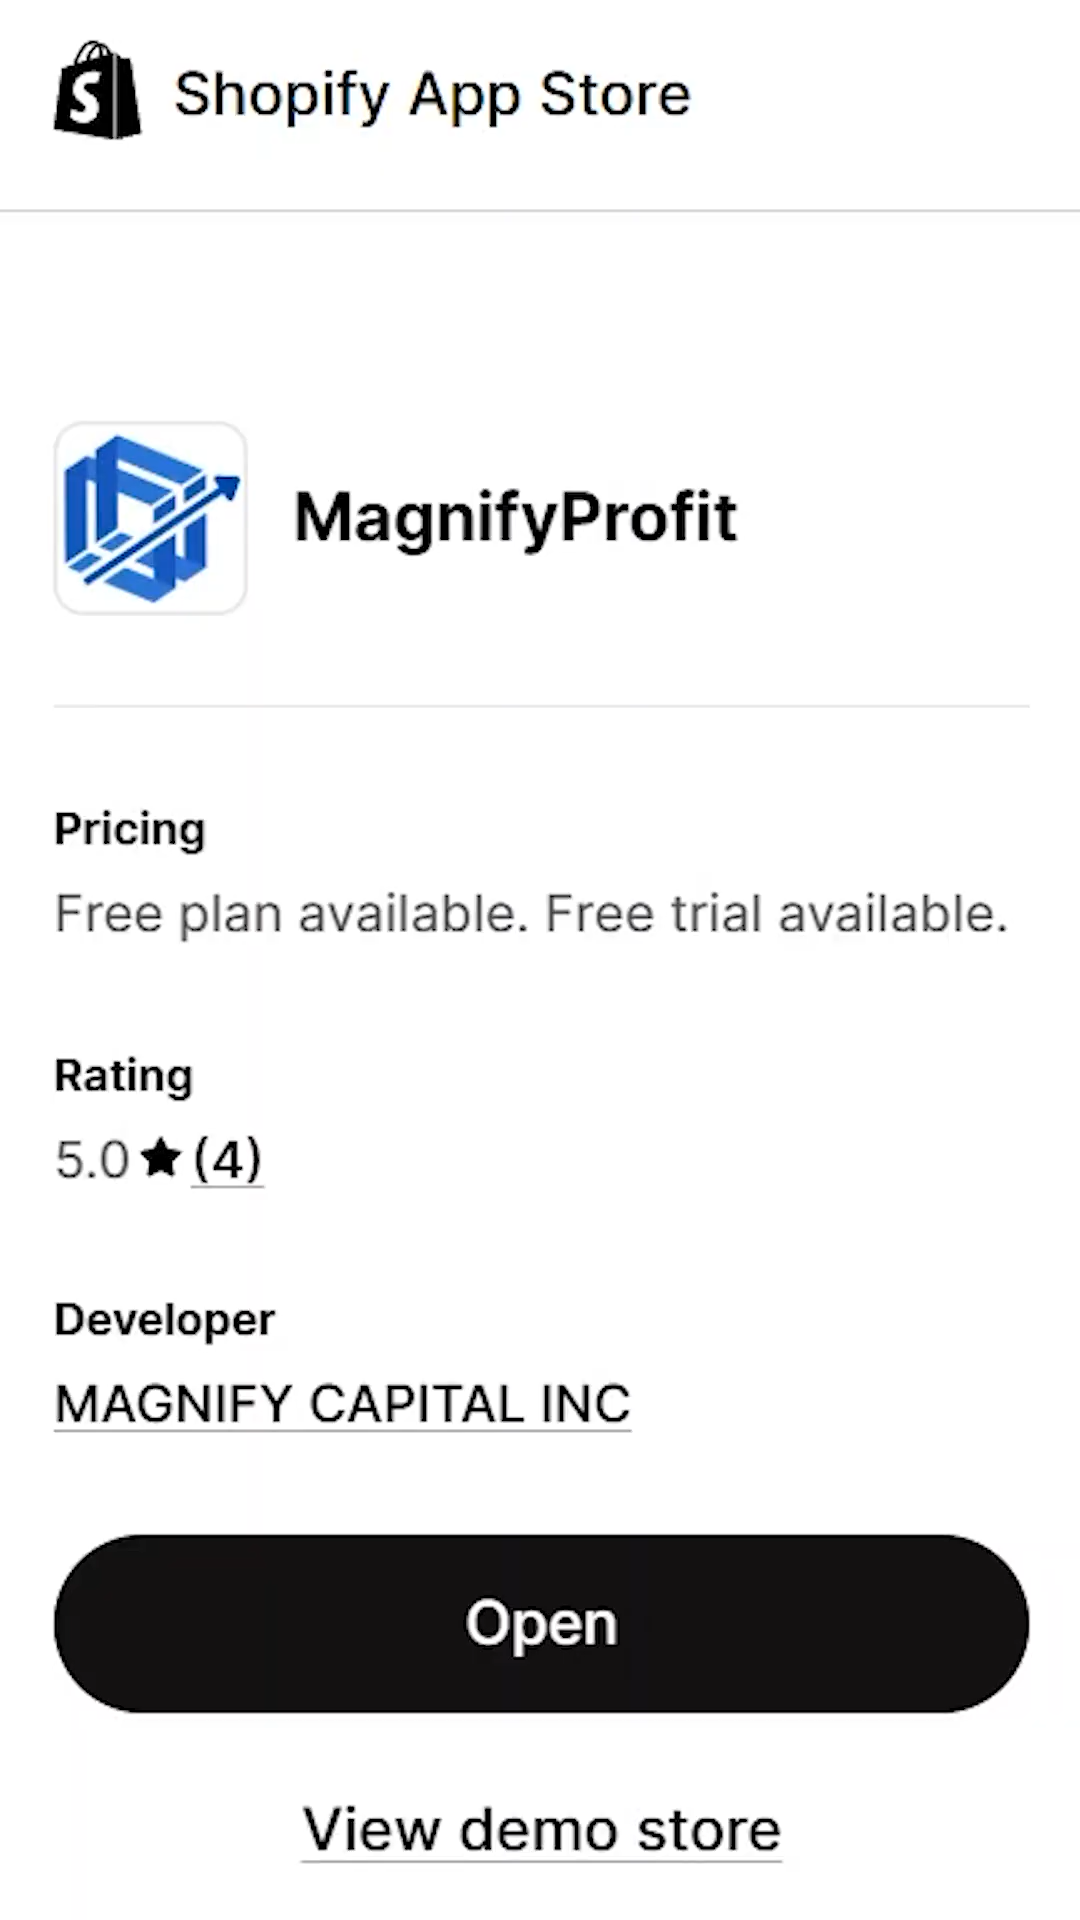 Shopify App Store
MagnifyProfit
Pricing
Free plan available. Free trial available.
Rating
5.0★ (4)
Developer
MAGNIFY CAPITAL INC
Open
View demo store